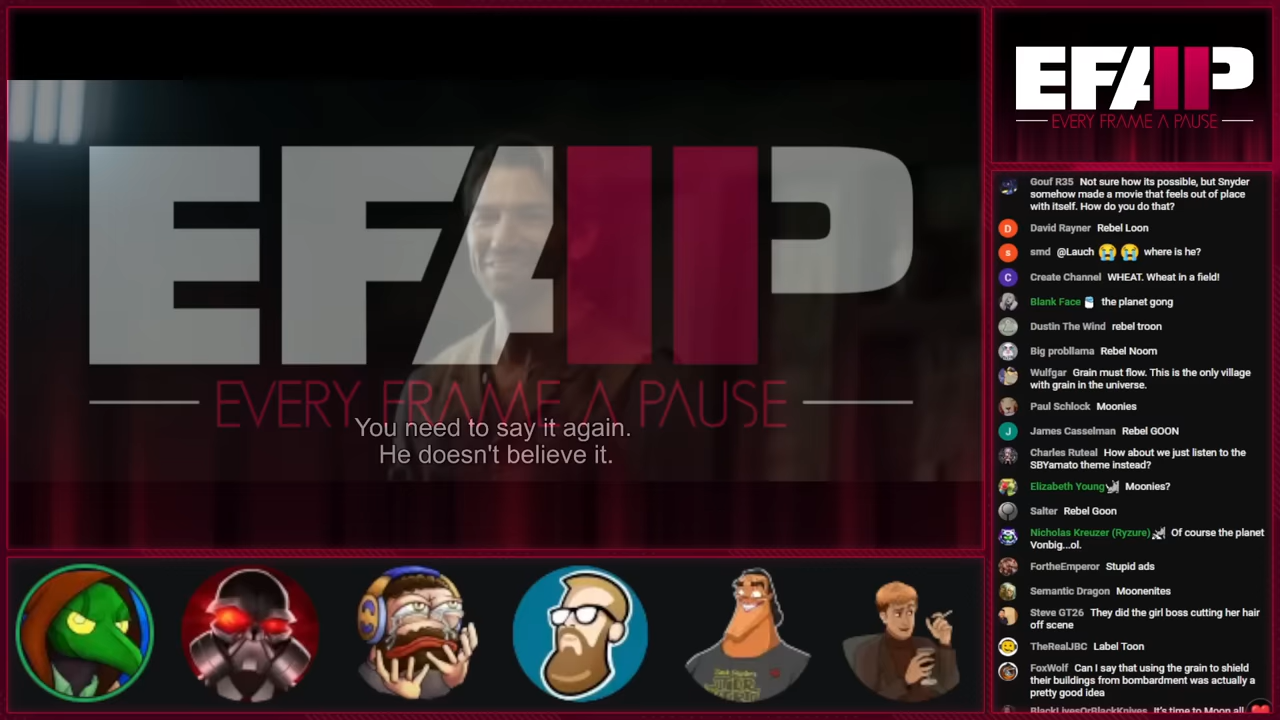 EFAP
EVERY FRAME A PAUSE
You need to say it again.
He doesn't believe it.
EFAP
EVERY FRAME A PAUSE
Gouf R35 Not sure how its possible, but Snyder
somehow made a movie that feels out of place
with itself. How do you do that?
D David Rayner Rebel Loon
s smd @Lauch 😭 😭 where is he?
C Create Channel WHEAT. Wheat in a field!
Blank Face the planet gong
Dustin The Wind rebel troon
Big probllama Rebel Noom
Wulfgar Grain must flow. This is the only village
with grain in the universe.
Paul Schlock Moonies
J James Casselman Rebel GOON
Charles Ruteal How about we just listen to the
SBYamato theme instead?
Elizabeth Young Moonies?
Salter Rebel Goon
Nicholas Kreuzer (Ryzure) Of course the planet
Vonbig...ol.
FortheEmperor Stupid ads
Semantic Dragon Moonenites
Steve GT26 They did the girl boss cutting her hair
off scene
TheRealJBC Label Toon
FoxWolf Can I say that using the grain to shield
their buildings from bombardment was actually a
pretty good idea
BlackLivesOrBlackKnives It's time to Moon all